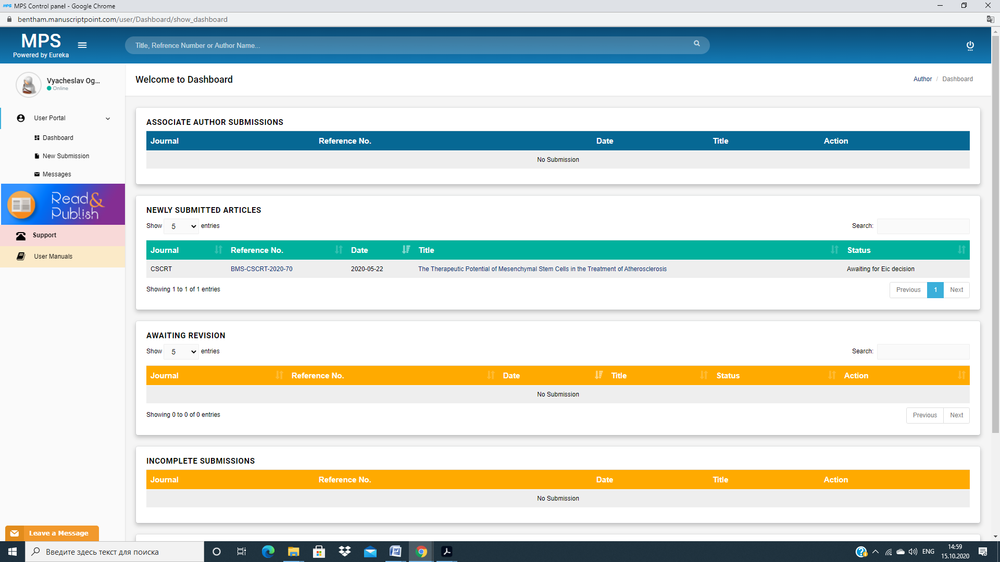 MPS Control panel - Google Chrome
bentham.manuscriptpoint.com/user/Dashboard/show_dashboard
MPS
Powered by Eureka
Title, Refrence Number or Author Name...
Vyacheslav Og...
Online
Welcome to Dashboard
Author / Dashboard
User Portal
Dashboard
New Submission
Messages
Read&
Publish
Support
User Manuals
ASSOCIATE AUTHOR SUBMISSIONS
Journal Reference No. Date Title Action
No Submission
NEWLY SUBMITTED ARTICLES
Show 5 entries Search:
Journal Reference No. Date Title Status
CSCRT BMS-CSCRT-2020-70 2020-05-22 The Therapeutic Potential of Mesenchymal Stem Cells in the Treatment of Atherosclerosis Awaiting for Eic decision
Showing 1 to 1 of 1 entries Previous 1 Next
AWAITING REVISION
Show 5 entries Search:
Journal Reference No. Date Title Status Action
No Submission
Showing 0 to 0 of 0 entries Previous Next
INCOMPLETE SUBMISSIONS
Journal Reference No. Date Title Action
No Submission
Leave a Message
Введите здесь текст для поиска
ENG
14:59
15.10.2020